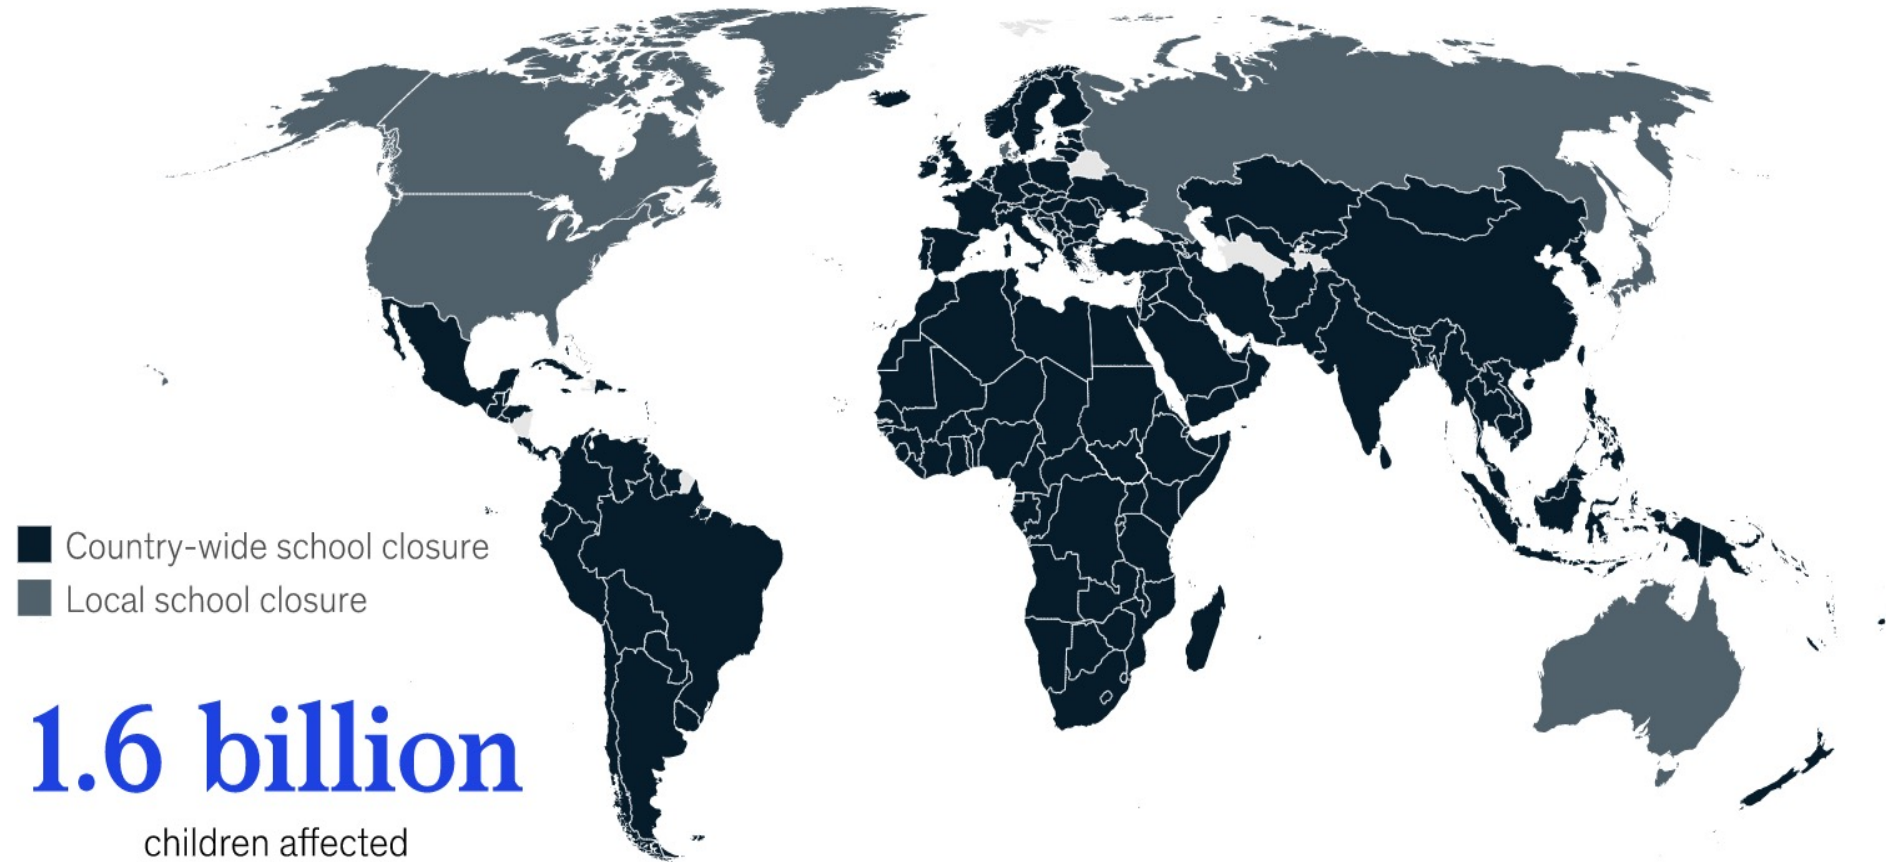 Country-wide school closure
Local school closure
1.6 billion
children affected